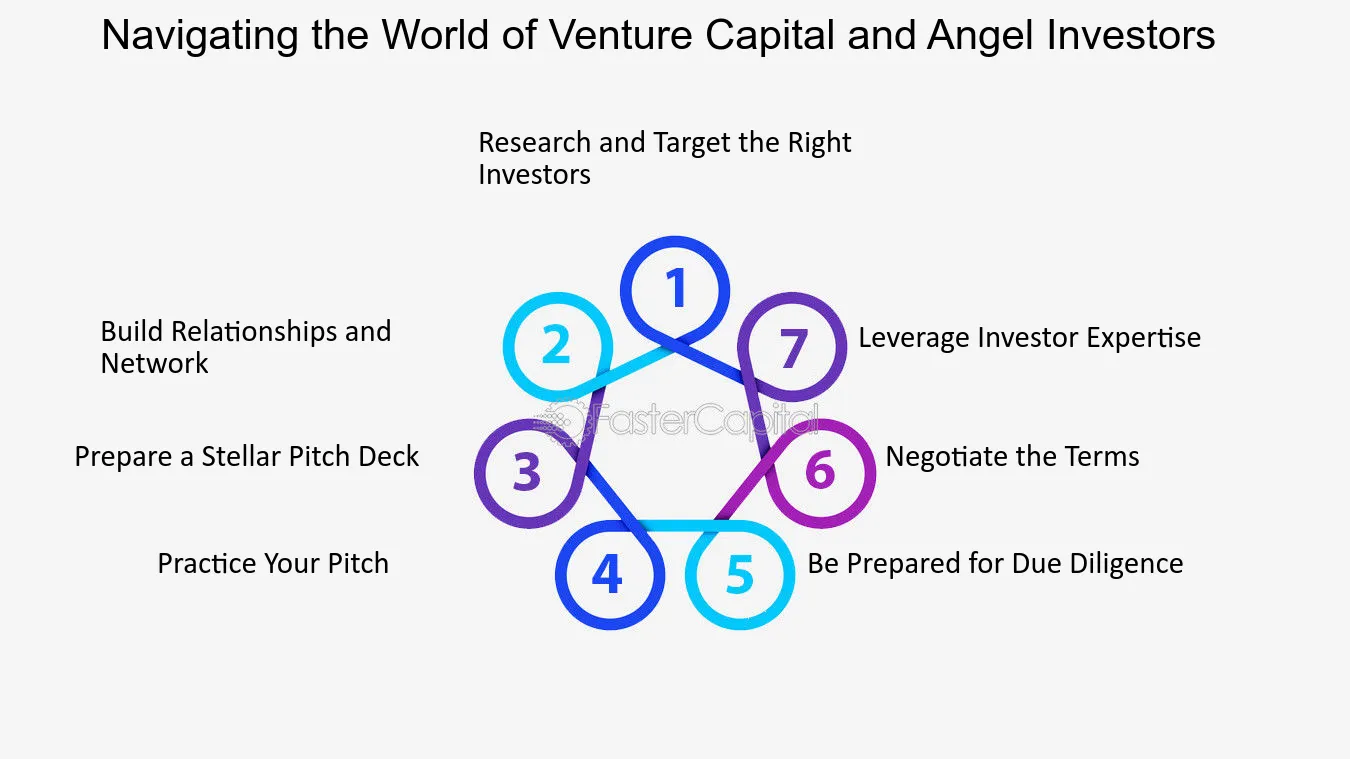 Navigating the World of Venture Capital and Angel Investors
Research and Target the Right
Investors
1
2
Build Relationships and
Network
7
Leverage Investor Expertise
FasterCapital
3
Prepare a Stellar Pitch Deck
6
Negotiate the Terms
4
Practice Your Pitch
5
Be Prepared for Due Diligence